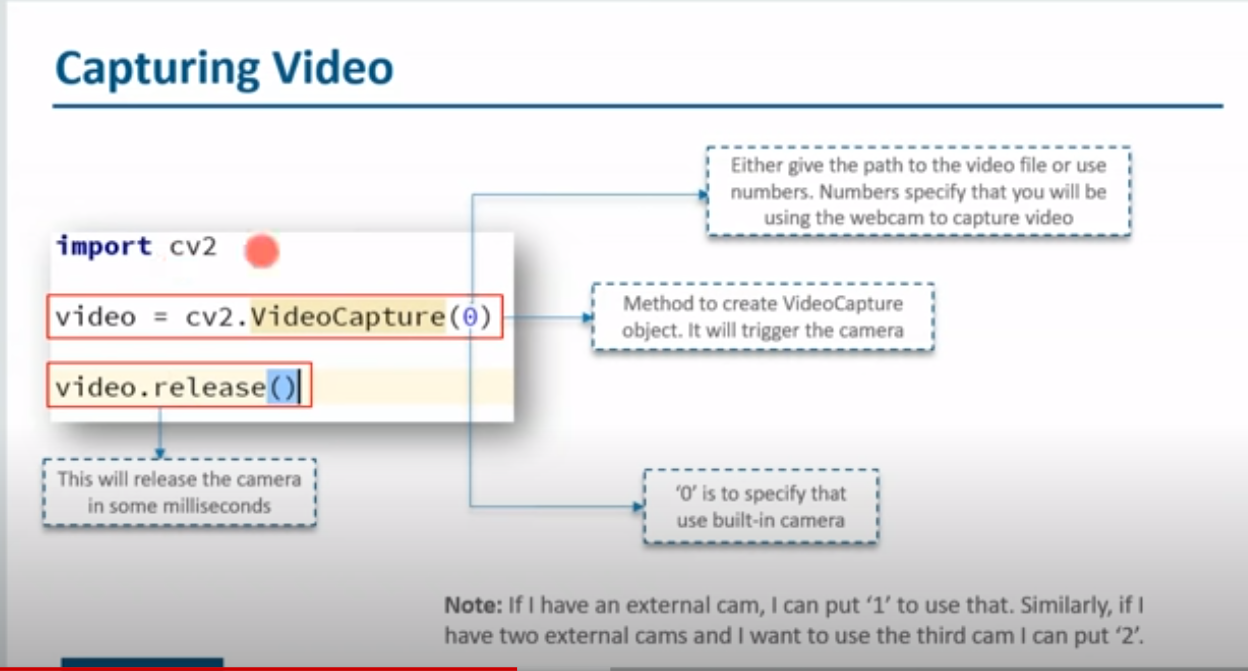 Capturing Video
Either give the path to the video file or use
numbers. Numbers specify that you will be
using the webcam to capture video
import cv2
video = cv2.VideoCapture(0)
Method to create VideoCapture
object. It will trigger the camera
video.release()
This will release the camera
in some milliseconds
‘0’ is to specify that
use built-in camera
Note: If I have an external cam, I can put ‘1’ to use that. Similarly, if I
have two external cams and I want to use the third cam I can put ‘2’.